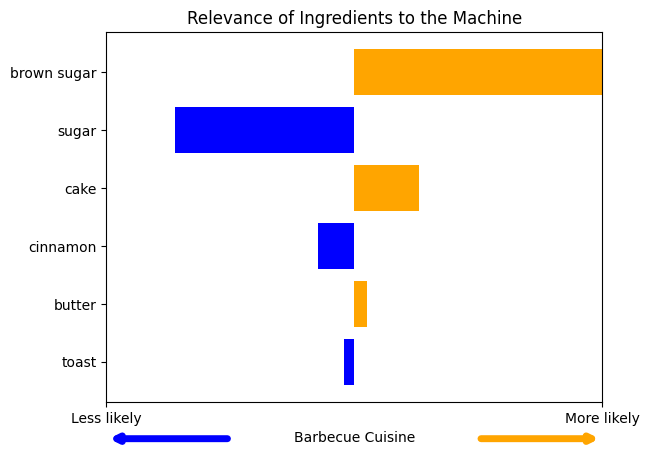 Relevance of Ingredients to the Machine
brown sugar
sugar
cake
cinnamon
butter
toast
Less likely
More likely
Barbecue Cuisine